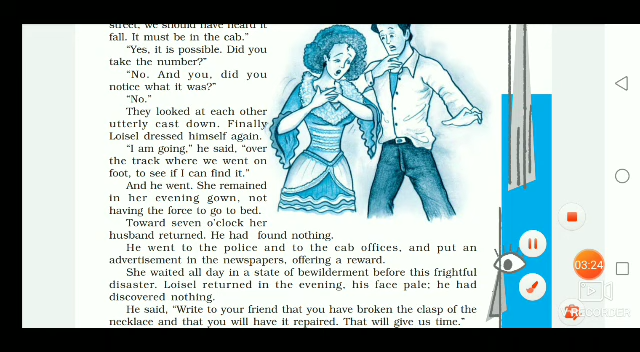 street, we should have heard it
fall. It must be in the cab.”
“Yes, it is possible. Did you
take the number?”
“No. And you, did you
notice what it was?”
“No.”
They looked at each other
utterly cast down. Finally
Loisel dressed himself again.
“I am going,” he said, “over
the track where we went on
foot, to see if I can find it.”
And he went. She remained
in her evening gown, not
having the force to go to bed.
Toward seven o’clock her
husband returned. He had found nothing.
He went to the police and to the cab offices, and put an
advertisement in the newspapers, offering a reward.
She waited all day in a state of bewilderment before this frightful
disaster. Loisel returned in the evening, his face pale; he had
discovered nothing.
He said, “Write to your friend that you have broken the clasp of the
necklace and that you will have it repaired. That will give us time.”
03:24